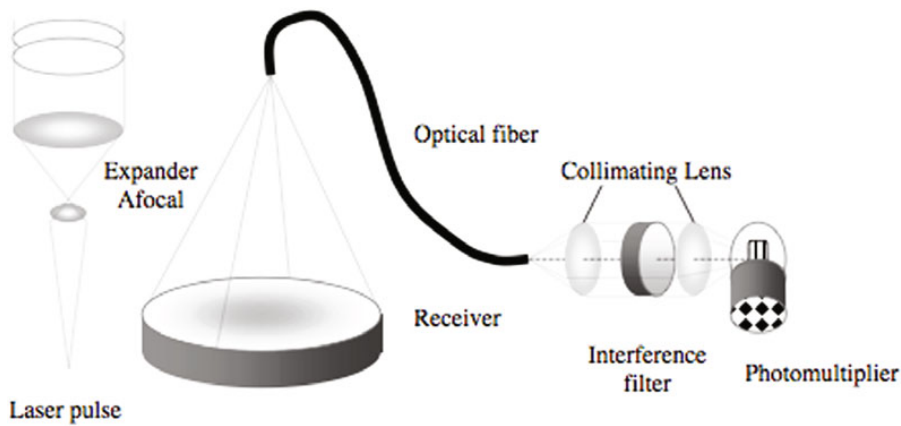 Optical fiber
Expander
Afocal
Collimating Lens
Receiver
Interference
filter
Photomultiplier
Laser pulse